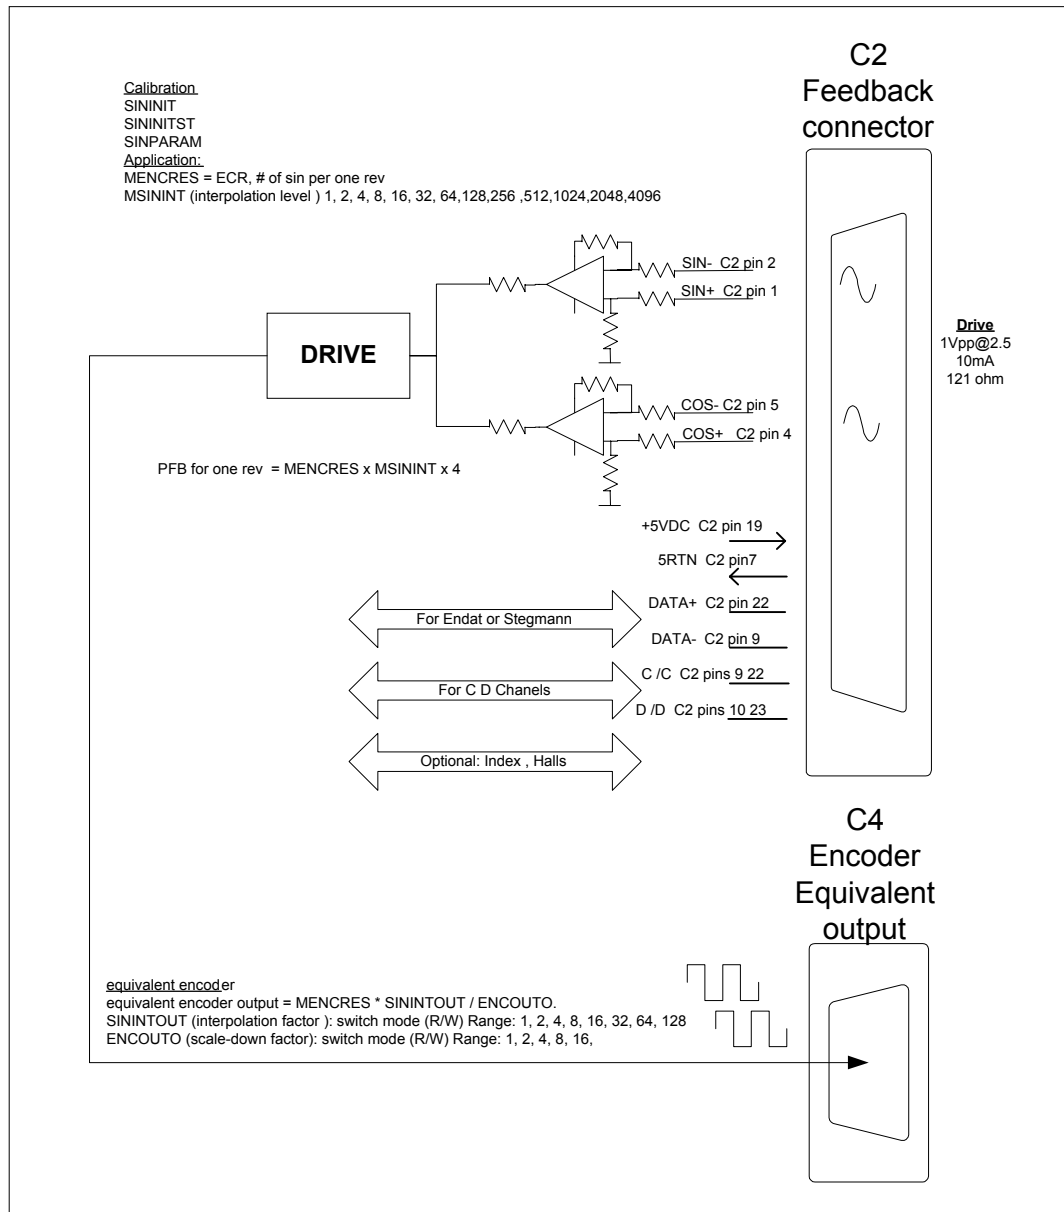 C2
Feedback
connector
Calibration
SININIT
SININITST
SINPARAM
Application:
MENCRES = ECR, # of sin per one rev
MSININT (interpolation level ) 1, 2, 4, 8, 16, 32, 64,128,256 ,512,1024,2048,4096
SIN-  C2 pin 2
SIN+  C2 pin 1
DRIVE
Drive
1Vpp@2.5
10mA
121 ohm
COS- C2 pin 5
COS+   C2 pin 4
PFB for one rev  = MENCRES x MSININT x 4
+5VDC  C2 pin 19
5RTN  C2 pin7
DATA+  C2 pin 22
For Endat or Stegmann
DATA-  C2 pin 9
C /C  C2 pins 9 22
For C D Chanels
D /D  C2 pins 10 23
Optional: Index , Halls
C4
Encoder
Equivalent
output
equivalent encoder
equivalent encoder output = MENCRES * SININTOUT / ENCOUTO.
SININTOUT (interpolation factor ): switch mode (R/W) Range: 1, 2, 4, 8, 16, 32, 64, 128
ENCOUTO (scale-down factor): switch mode (R/W) Range: 1, 2, 4, 8, 16,